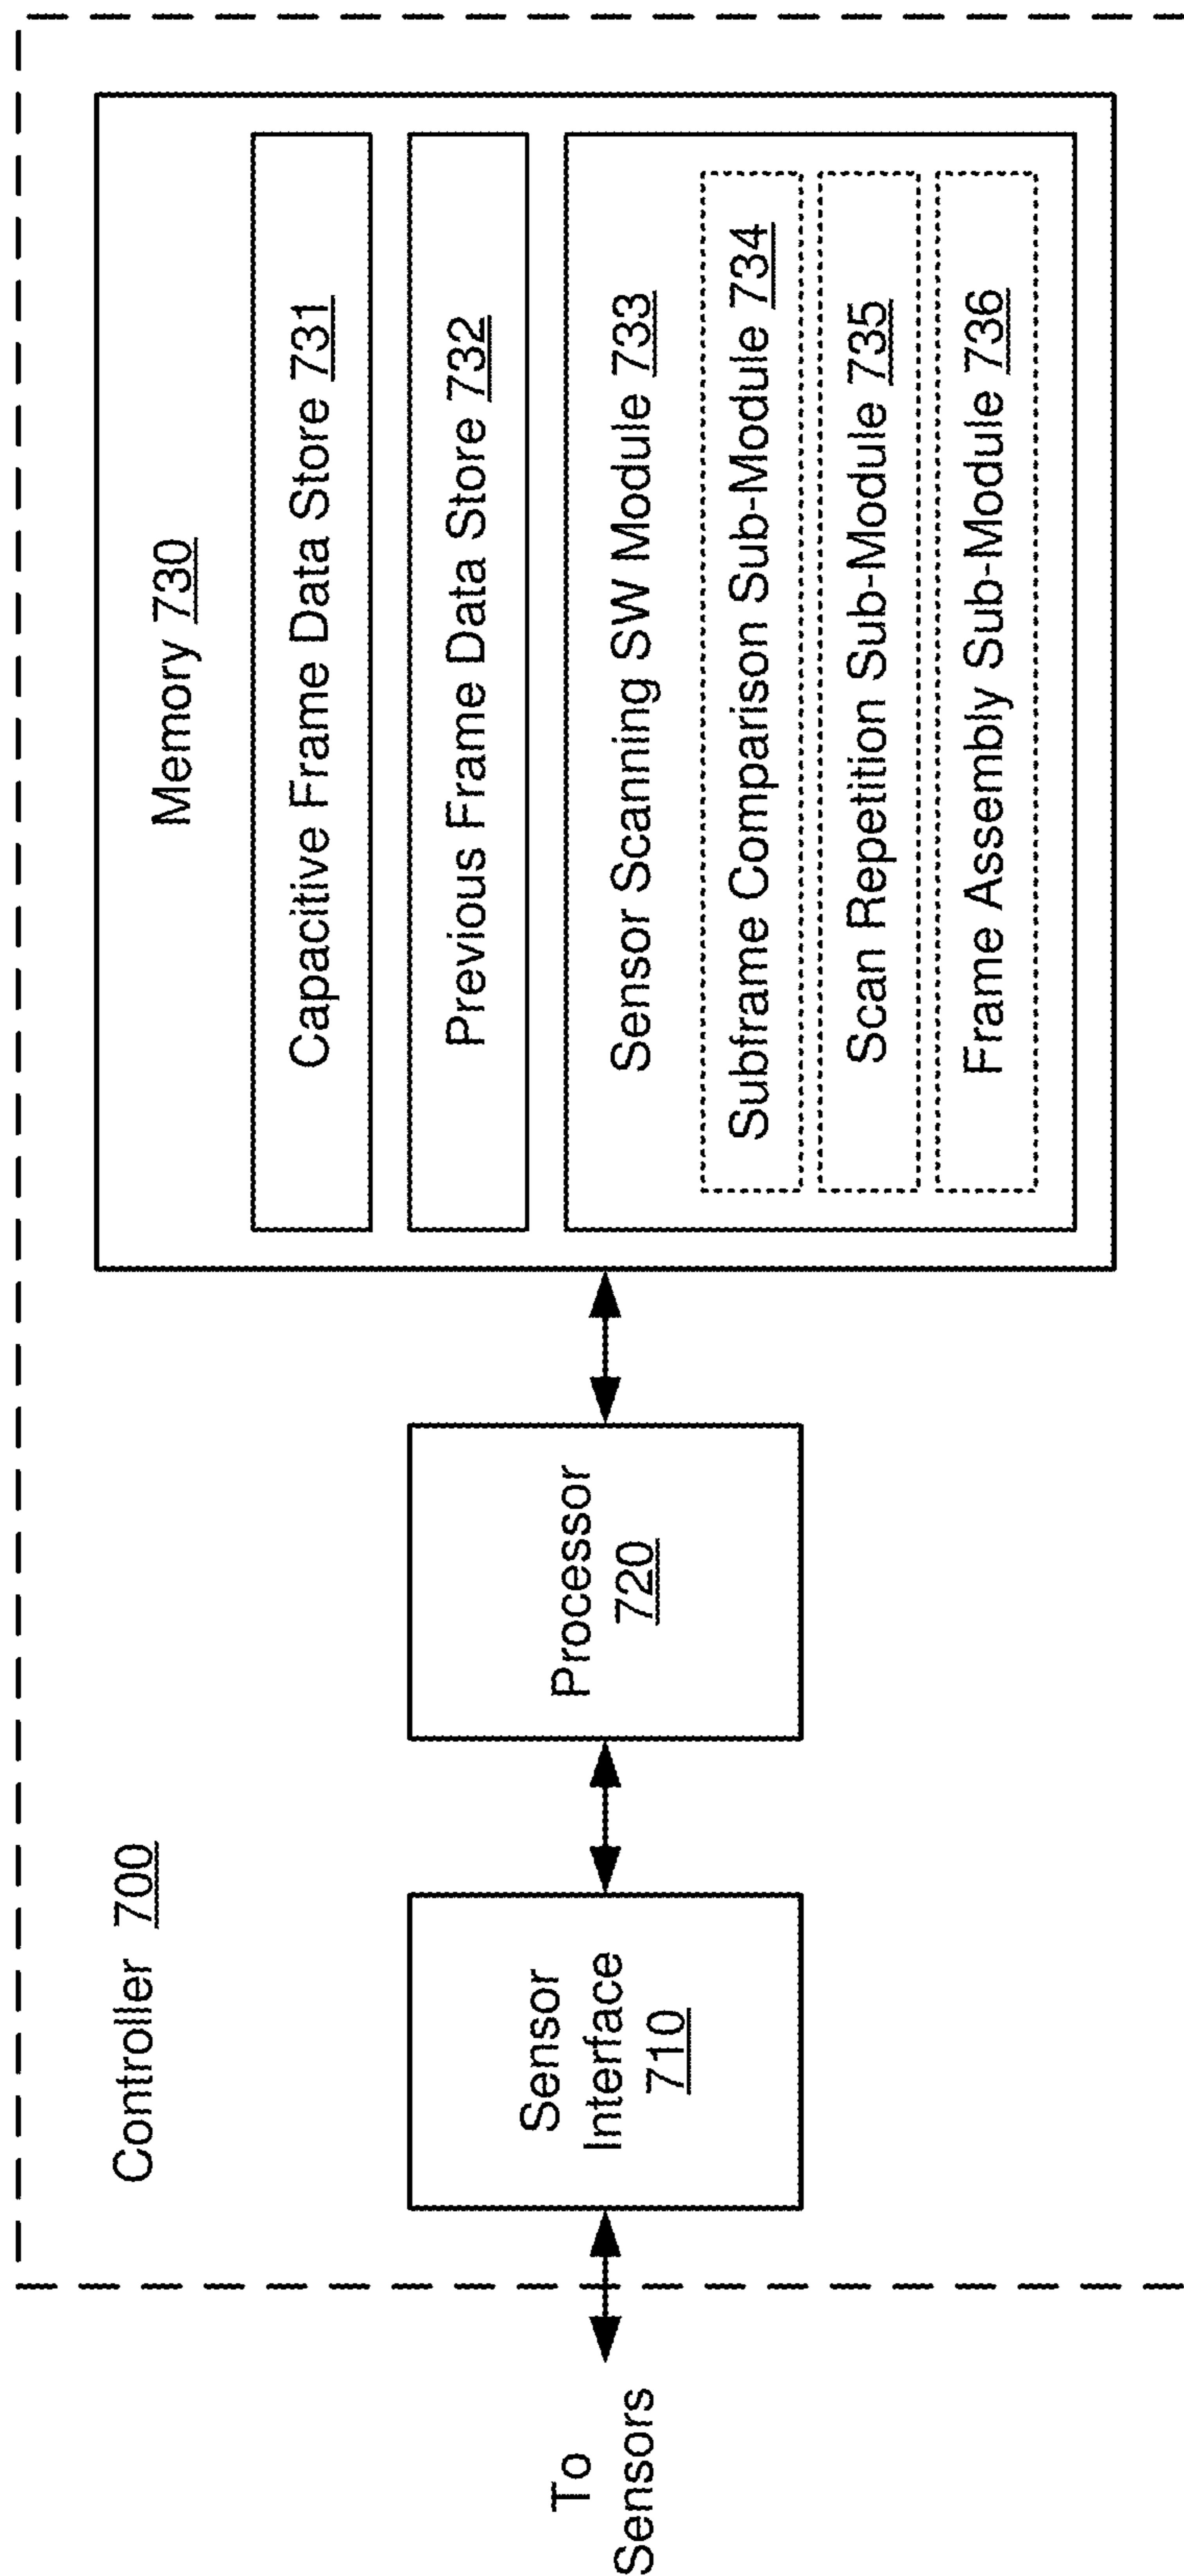 Controller 700
To
Sensors
Sensor
Interface
710
Processor
720
Memory 730
Capacitive Frame Data Store 731
Previous Frame Data Store 732
Sensor Scanning SW Module 733
Subframe Comparison Sub-Module 734
Scan Repetition Sub-Module 735
Frame Assembly Sub-Module 736